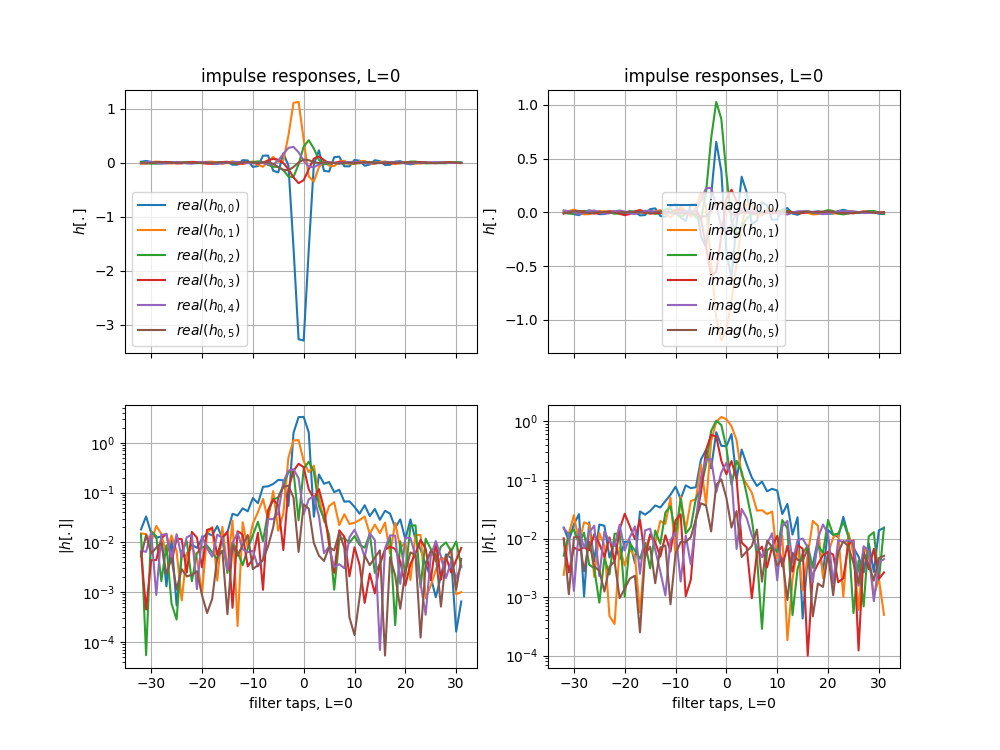 impulse responses, L=0
1
0
−1
−2
−3
h[.]
real(h0,0)
real(h0,1)
real(h0,2)
real(h0,3)
real(h0,4)
real(h0,5)
impulse responses, L=0
1.0
0.5
0.0
−0.5
−1.0
h[.]
imag(h0,0)
imag(h0,1)
imag(h0,2)
imag(h0,3)
imag(h0,4)
imag(h0,5)
10⁰
10⁻¹
10⁻²
10⁻³
10⁻⁴
|h[.]|
−30 −20 −10 0 10 20 30
filter taps, L=0
10⁰
10⁻¹
10⁻²
10⁻³
10⁻⁴
|h[.]|
−30 −20 −10 0 10 20 30
filter taps, L=0